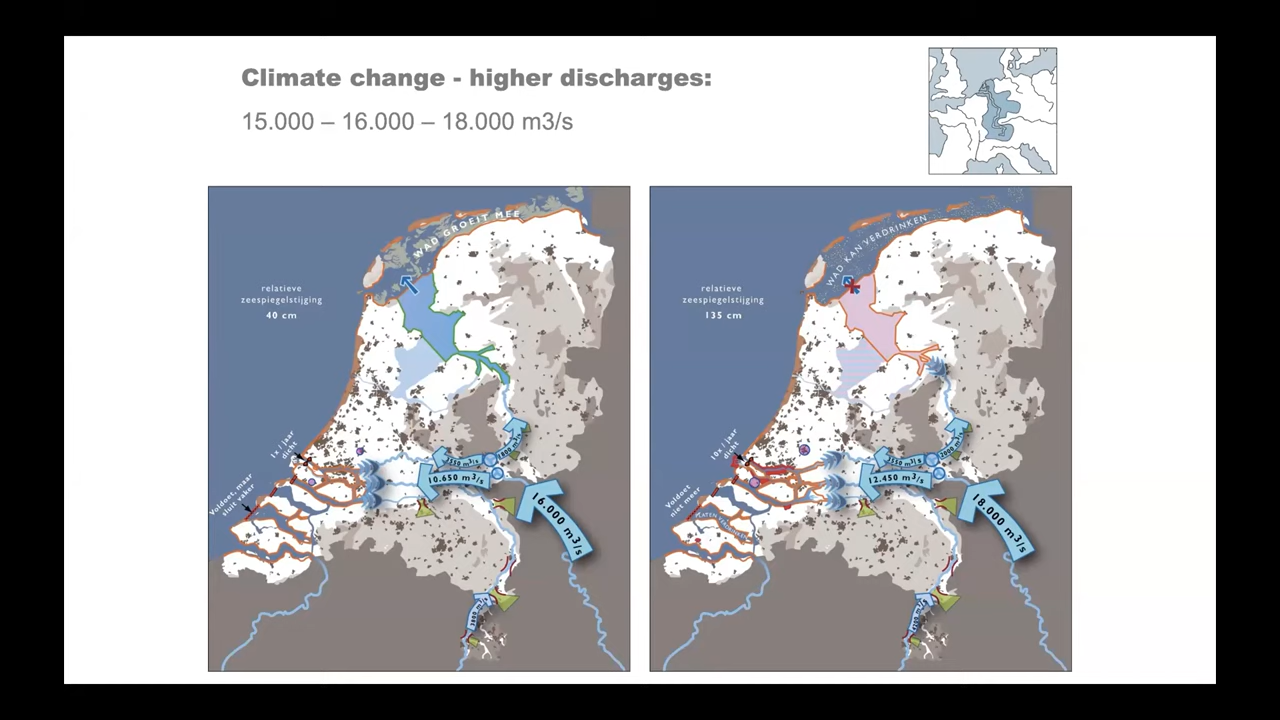 Climate change - higher discharges:
15.000 – 16.000 – 18.000 m3/s
WAD GROEIT MEE
relatieve
zeespiegelstijging
40 cm
1x / jaar
dicht
Voldoet, maar
sluit vaker
10.650 m³/s
16.000 m³/s
WAD KAN VERDRINKEN
relatieve
zeespiegelstijging
135 cm
10x / jaar
dicht
Voldoet
niet meer
PLATEN VERDRINKEN
12.450 m³/s
18.000 m³/s